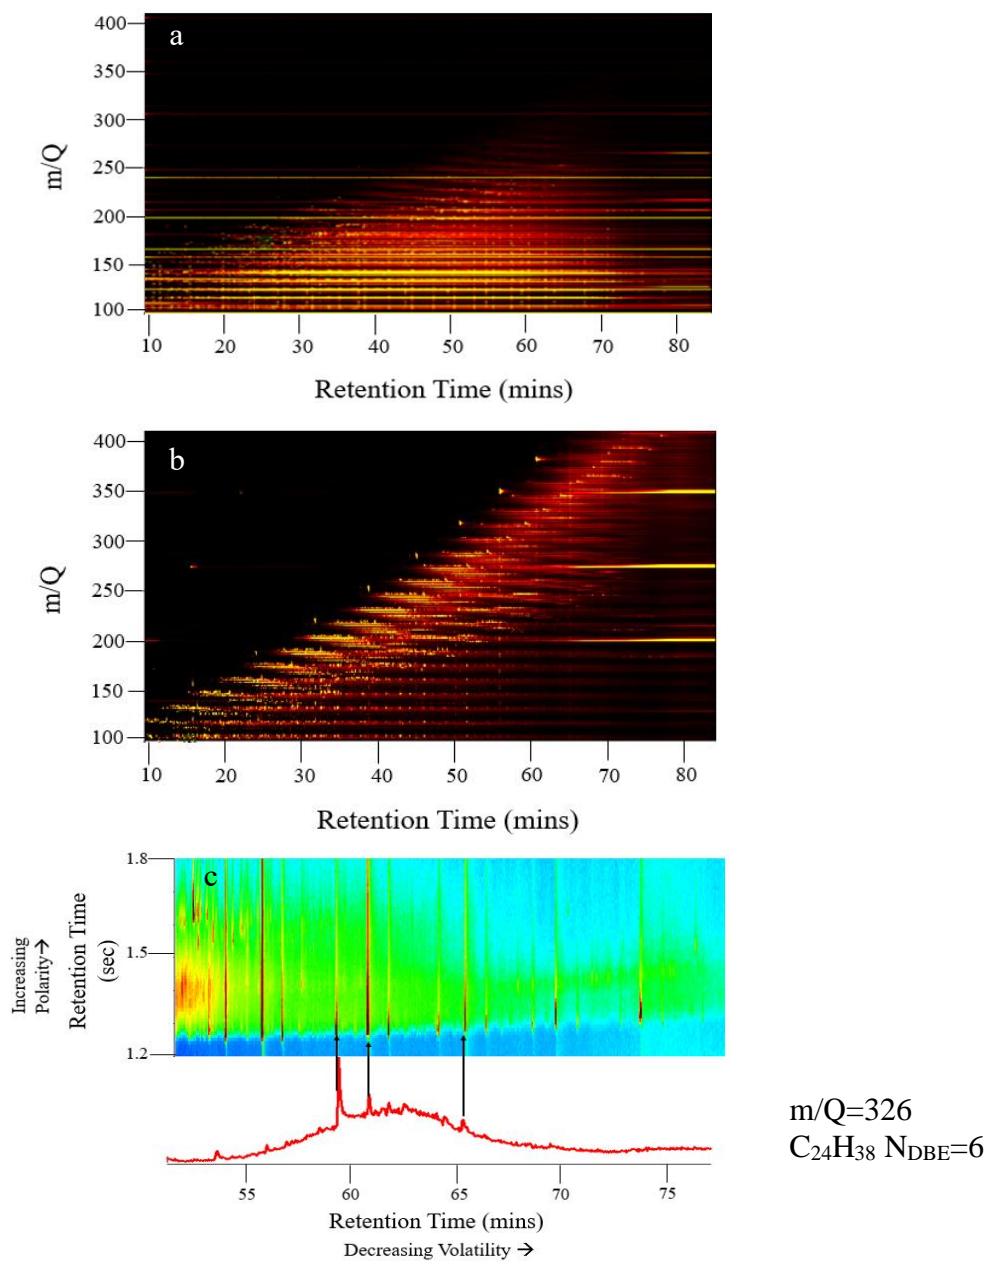 a
400
350
300
250
200
150
100
m/Q
10 20 30 40 50 60 70 80
Retention Time (mins)
b
400
350
300
250
200
150
100
m/Q
10 20 30 40 50 60 70 80
Retention Time (mins)
c
1.8
1.5
1.2
Increasing
Polarity→
Retention Time
(sec)
55 60 65 70 75
Retention Time (mins)
Decreasing Volatility →
m/Q=326
C₂₄H₃₈ N_DBE=6